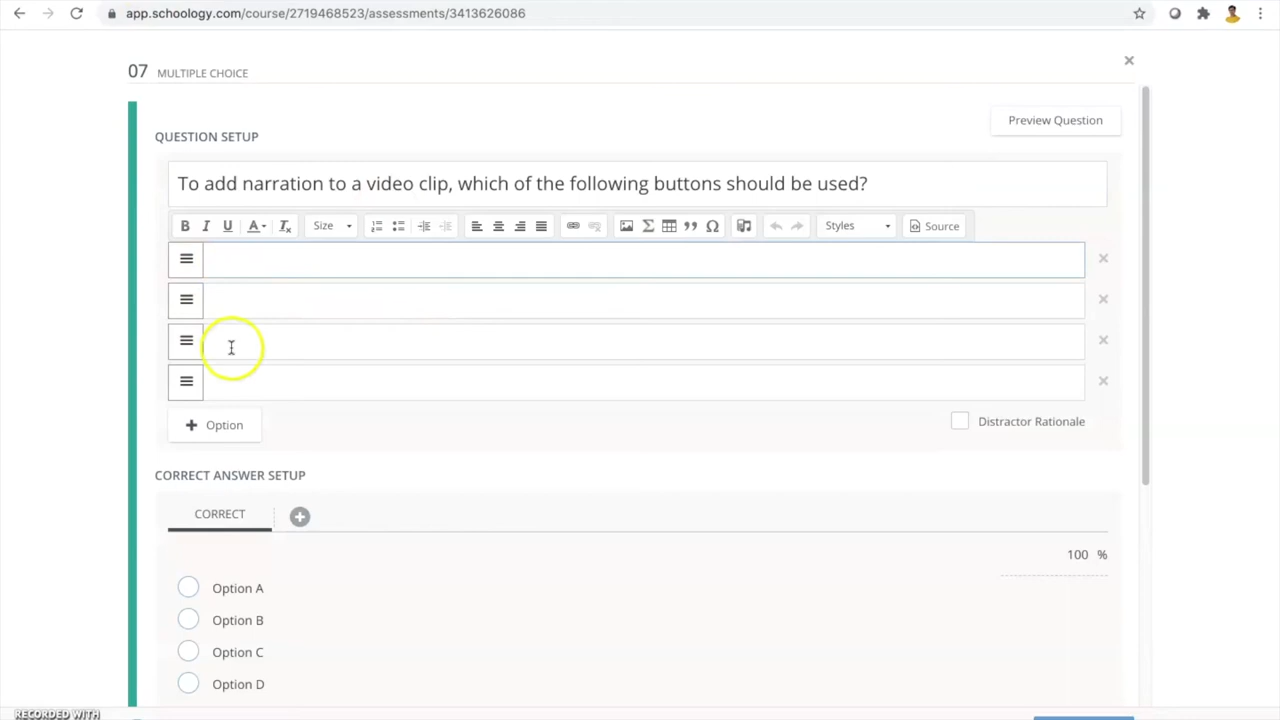 app.schoology.com/course/2719468523/assessments/3413626086
07 MULTIPLE CHOICE
Preview Question
QUESTION SETUP
To add narration to a video clip, which of the following buttons should be used?
B I U A Ix Size Styles Source
+ Option
Distractor Rationale
CORRECT ANSWER SETUP
CORRECT
100 %
Option A
Option B
Option C
Option D
RECORDED WITH